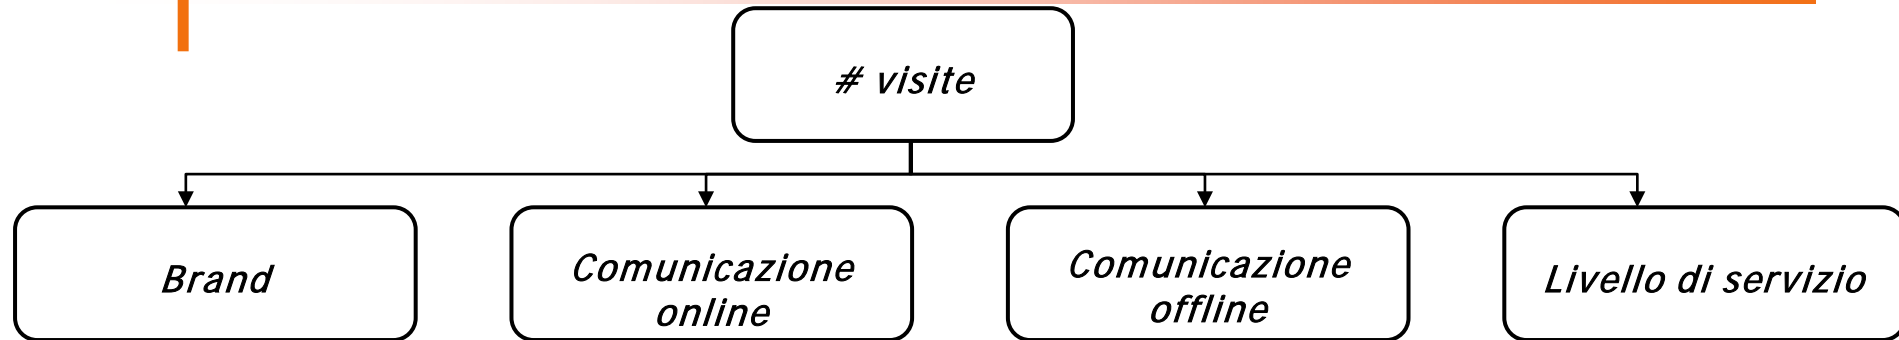 # visite
Brand
Comunicazione
online
Comunicazione
offline
Livello di servizio